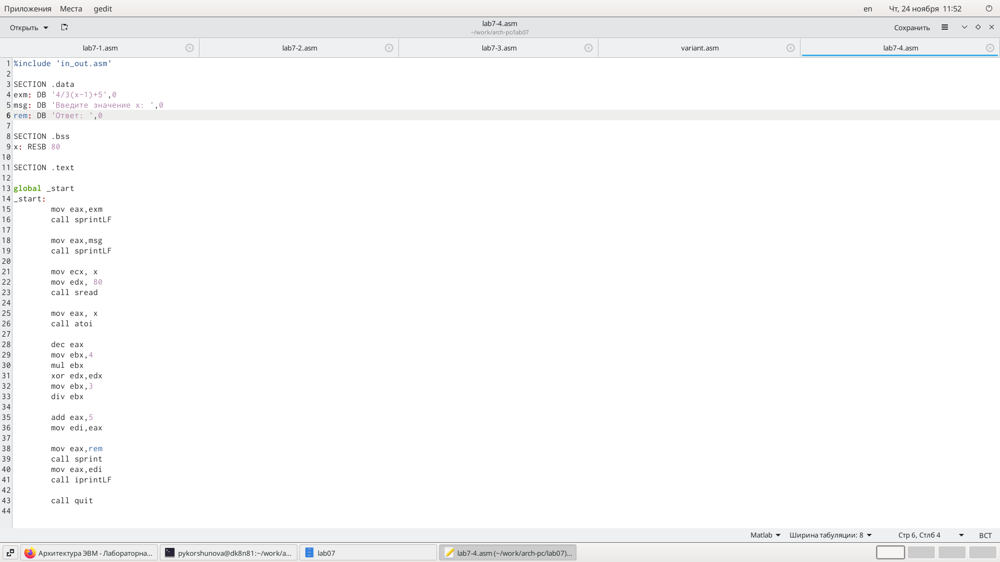 Приложения Места gedit en Чт, 24 ноября 11:52
Открыть lab7-4.asm Сохранить
~/work/arch-pc/lab07
lab7-1.asm lab7-2.asm lab7-3.asm variant.asm lab7-4.asm
1 %include 'in_out.asm'
2
3 SECTION .data
4 exm: DB '4/3(x-1)+5',0
5 msg: DB 'Введите значение x: ',0
6 rem: DB 'Ответ: ',0
7
8 SECTION .bss
9 x: RESB 80
10
11 SECTION .text
12
13 global _start
14 _start:
15 mov eax,exm
16 call sprintLF
17
18 mov eax,msg
19 call sprintLF
20
21 mov ecx, x
22 mov edx, 80
23 call sread
24
25 mov eax, x
26 call atoi
27
28 dec eax
29 mov ebx,4
30 mul ebx
31 xor edx,edx
32 mov ebx,3
33 div ebx
34
35 add eax,5
36 mov edi,eax
37
38 mov eax,rem
39 call sprint
40 mov eax,edi
41 call iprintLF
42
43 call quit
44
Matlab Ширина табуляции: 8 Стр 6, Стлб 4 ВСТ
Архитектура ЭВМ - Лабораторна... pykorshunova@dk8n81:~/work/a... lab07 lab7-4.asm (~/work/arch-pc/lab07)...